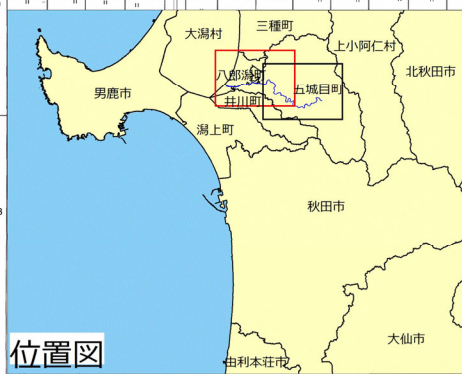 三種町
大潟村
上小阿仁村
北秋田市
八郎潟町
五城目町
男鹿市
井川町
潟上町
秋田市
大仙市
由利本荘市
位置図